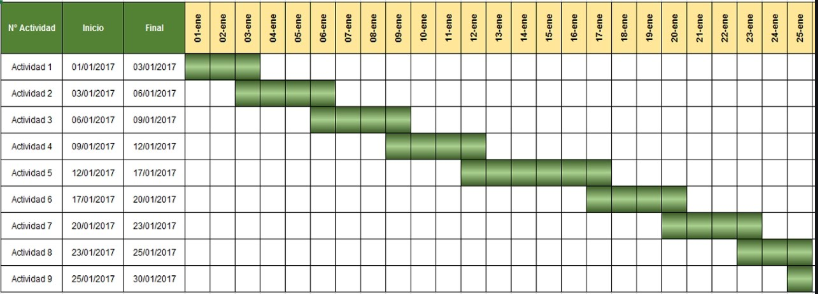 N° Actividad Inicio Final 01-ene 02-ene 03-ene 04-ene 05-ene 06-ene 07-ene 08-ene 09-ene 10-ene 11-ene 12-ene 13-ene 14-ene 15-ene 16-ene 17-ene 18-ene 19-ene 20-ene 21-ene 22-ene 23-ene 24-ene 25-ene
Actividad 1 01/01/2017 03/01/2017
Actividad 2 03/01/2017 06/01/2017
Actividad 3 06/01/2017 09/01/2017
Actividad 4 09/01/2017 12/01/2017
Actividad 5 12/01/2017 17/01/2017
Actividad 6 17/01/2017 20/01/2017
Actividad 7 20/01/2017 23/01/2017
Actividad 8 23/01/2017 25/01/2017
Actividad 9 25/01/2017 30/01/2017